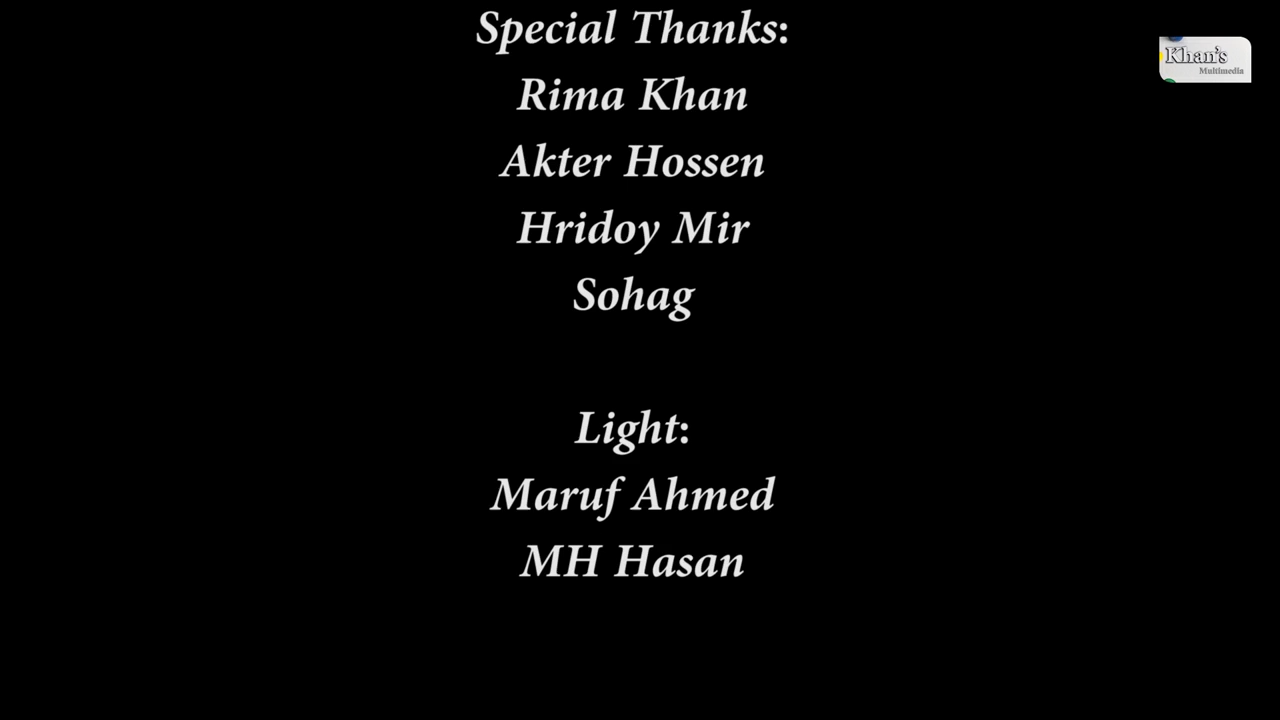 Special Thanks:
Rima Khan
Akter Hossen
Hridoy Mir
Sohag
Light:
Maruf Ahmed
MH Hasan
Khan's
Multimedia